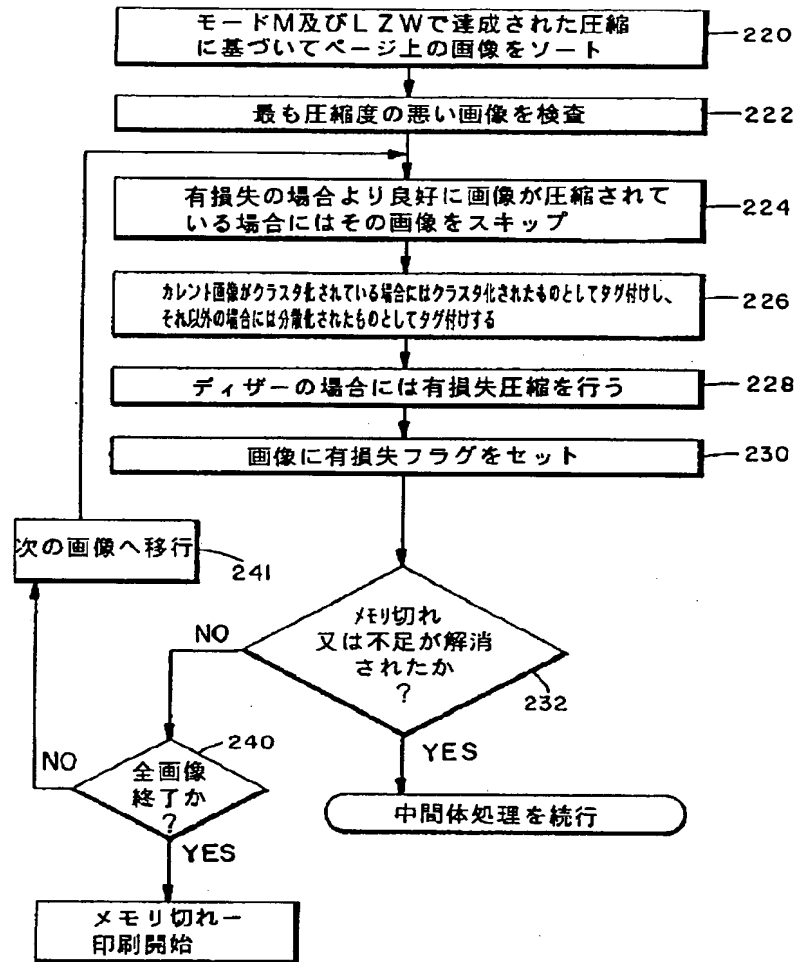 モードM及びLZWで達成された圧縮
に基づいてページ上の画像をソート
220
最も圧縮度の悪い画像を検査
222
有損失の場合より良好に画像が圧縮されて
いる場合にはその画像をスキップ
224
カレント画像がクラスタ化されている場合にはクラスタ化されたものとしてタグ付けし、
それ以外の場合には分散化されたものとしてタグ付けする
226
ディザーの場合には有損失圧縮を行う
228
画像に有損失フラグをセット
230
次の画像へ移行
241
メモリ切れ
又は不足が解消
されたか
?
232
NO
YES
240
全画像
終了か
?
NO
YES
中間体処理を続行
メモリ切れー
印刷開始